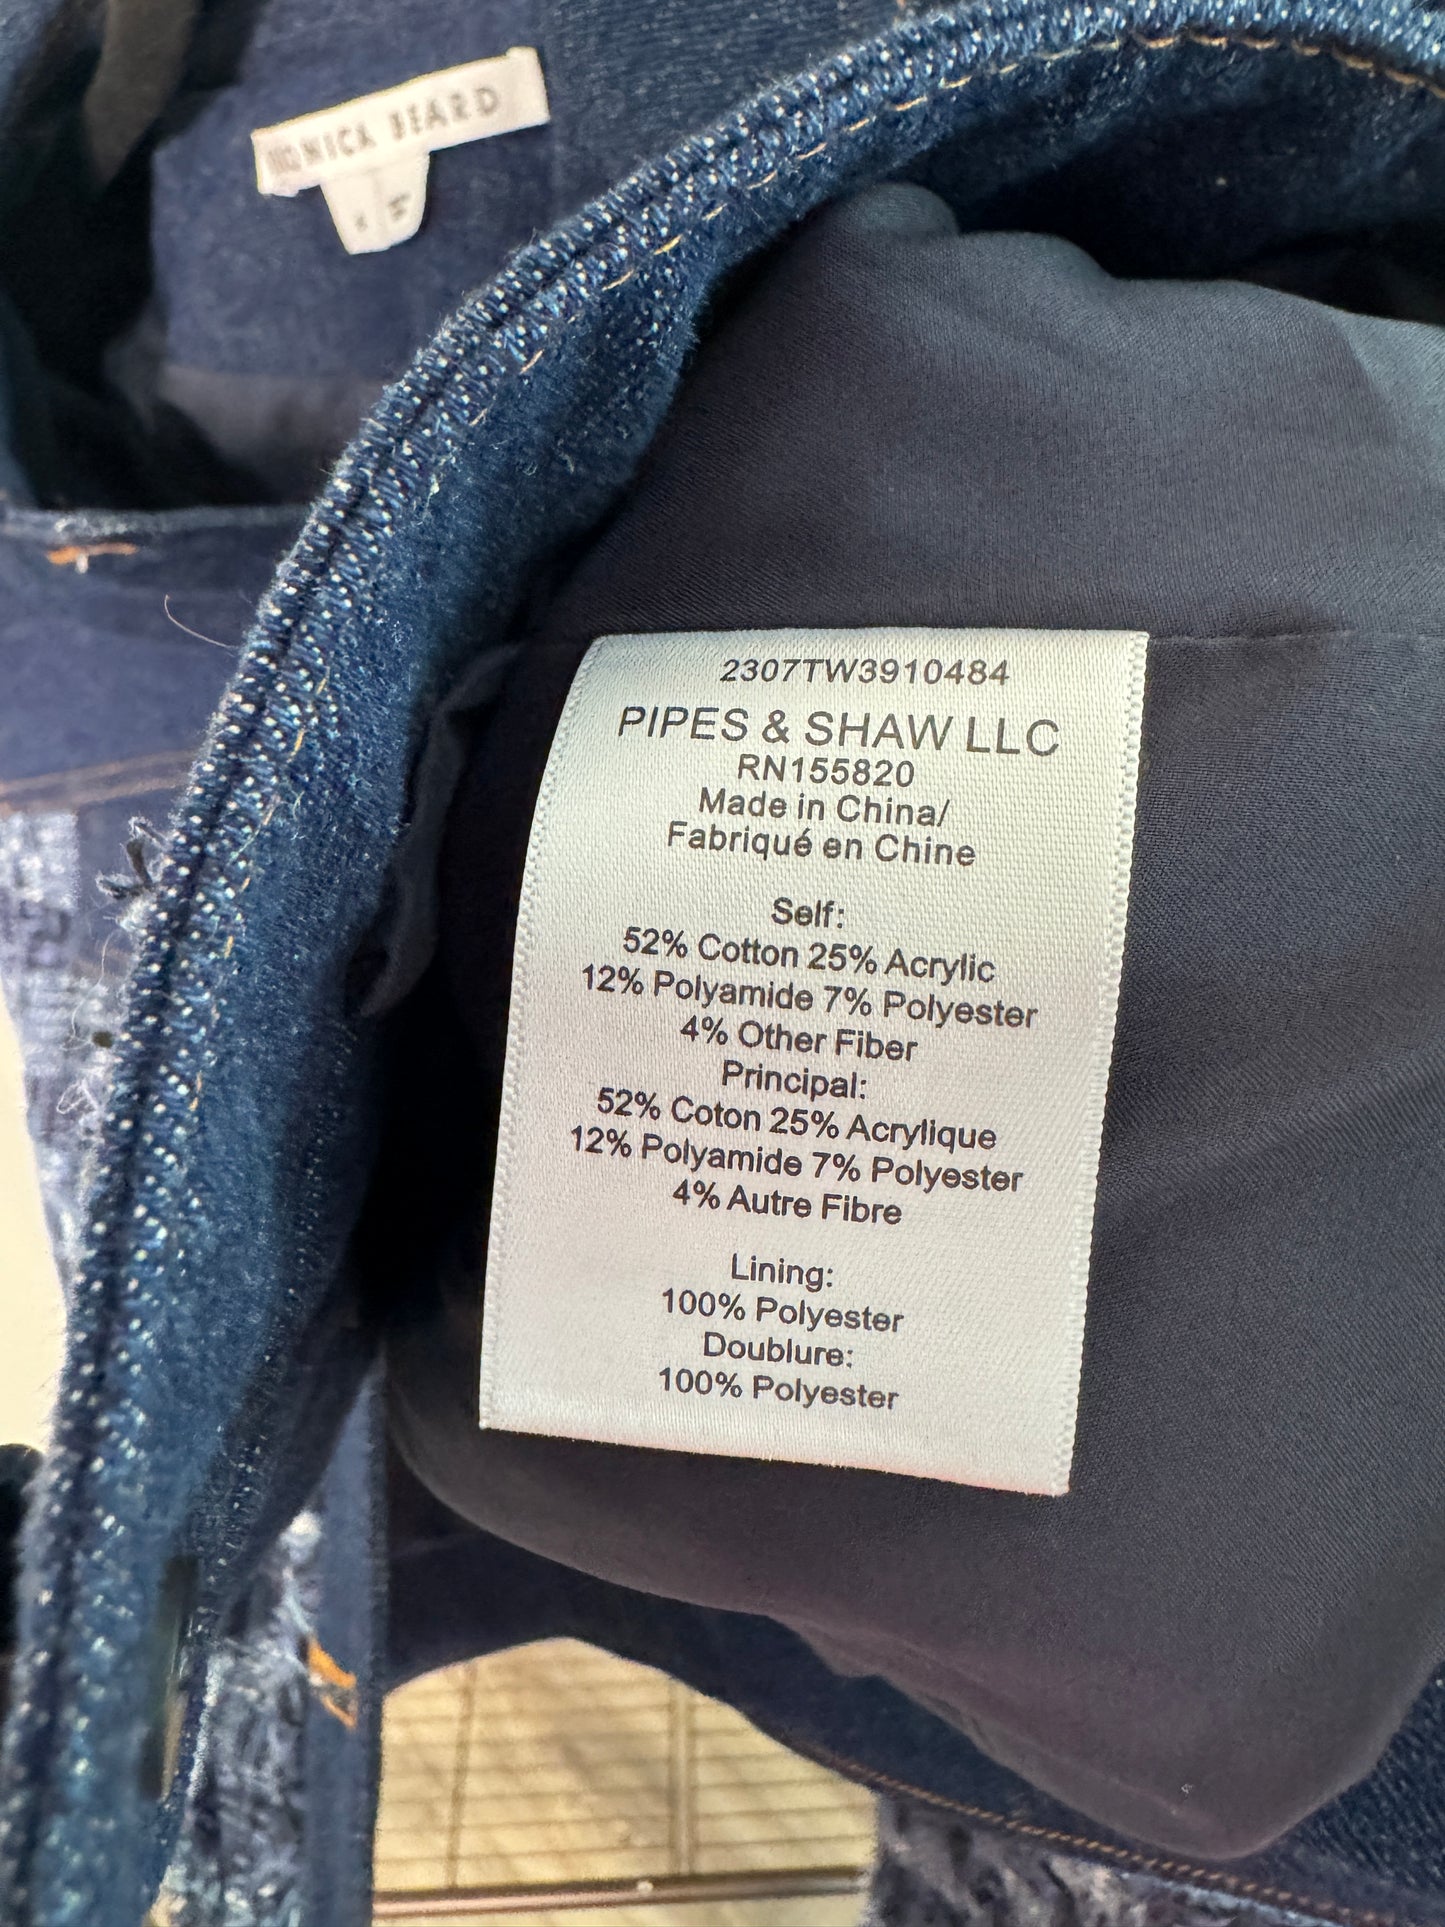 MONICA BEARD
2307TW3910484
PIPES & SHAW LLC
RN155820
Made in China/
Fabriqué en Chine
Self:
52% Cotton 25% Acrylic
12% Polyamide 7% Polyester
4% Other Fiber
Principal:
52% Coton 25% Acrylique
12% Polyamide 7% Polyester
4% Autre Fibre
Lining:
100% Polyester
Doublure:
100% Polyester